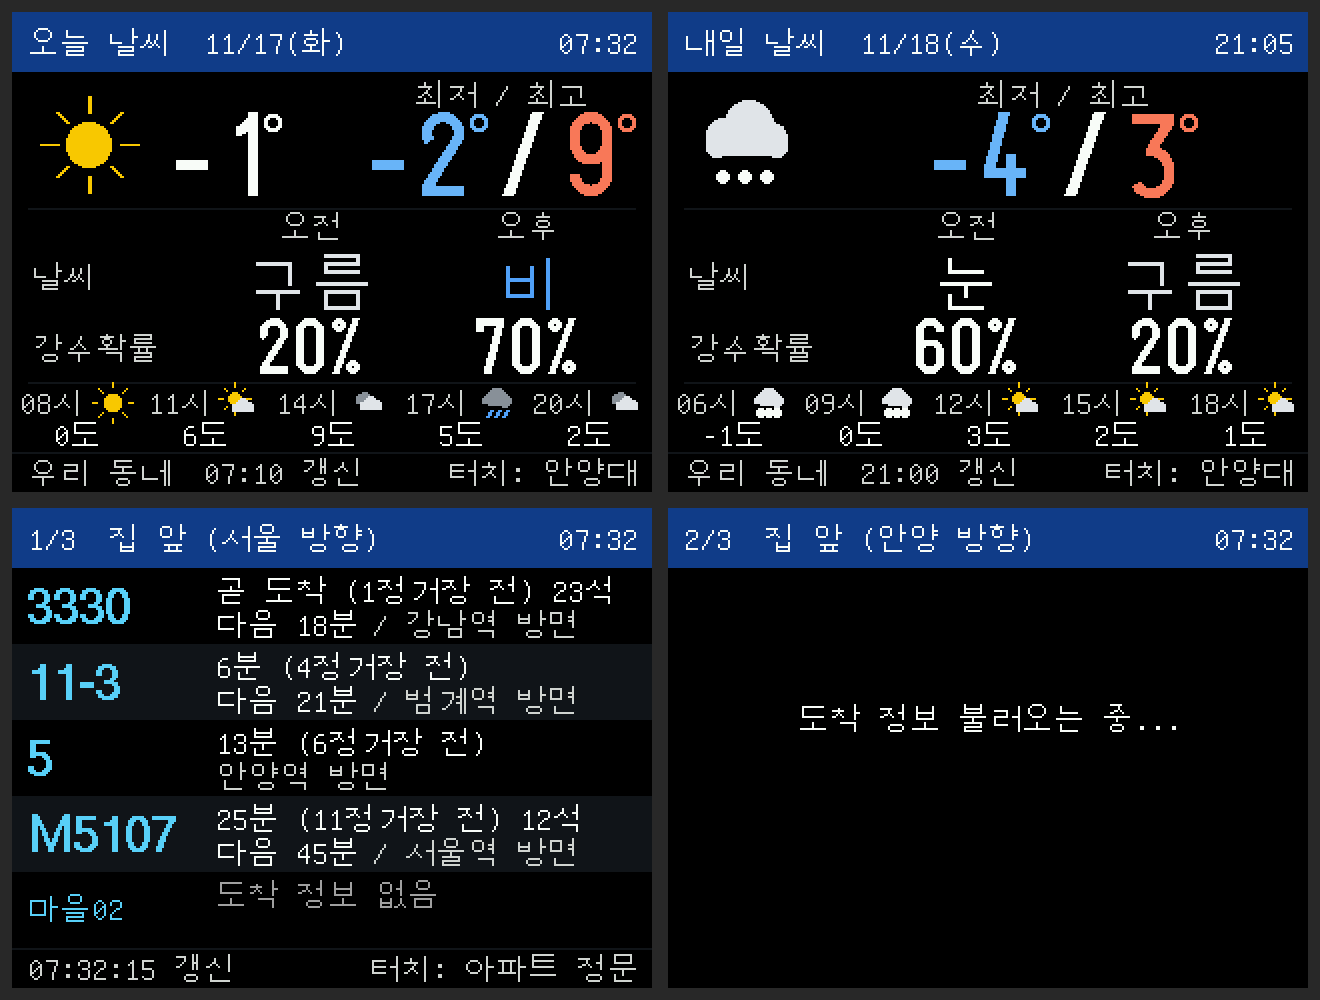 오늘 날씨 11/17(화) 07:32
최저 / 최고
-1° -2° / 9°
오전 오후
날씨 구름 비
강수확률 20% 70%
08시 11시 14시 17시 20시
0도 6도 9도 5도 2도
우리 동네 07:10 갱신 터치: 안양대
내일 날씨 11/18(수) 21:05
최저 / 최고
-4° / 3°
오전 오후
날씨 눈 구름
강수확률 60% 20%
06시 09시 12시 15시 18시
-1도 0도 3도 2도 1도
우리 동네 21:00 갱신 터치: 안양대
1/3 집 앞 (서울 방향) 07:32
3330 곧 도착 (1정거장 전) 23석
다음 18분 / 강남역 방면
11-3 6분 (4정거장 전)
다음 21분 / 범계역 방면
5 13분 (6정거장 전)
안양역 방면
M5107 25분 (11정거장 전) 12석
다음 45분 / 서울역 방면
마을02 도착 정보 없음
07:32:15 갱신 터치: 아파트 정문
2/3 집 앞 (안양 방향) 07:32
도착 정보 불러오는 중...